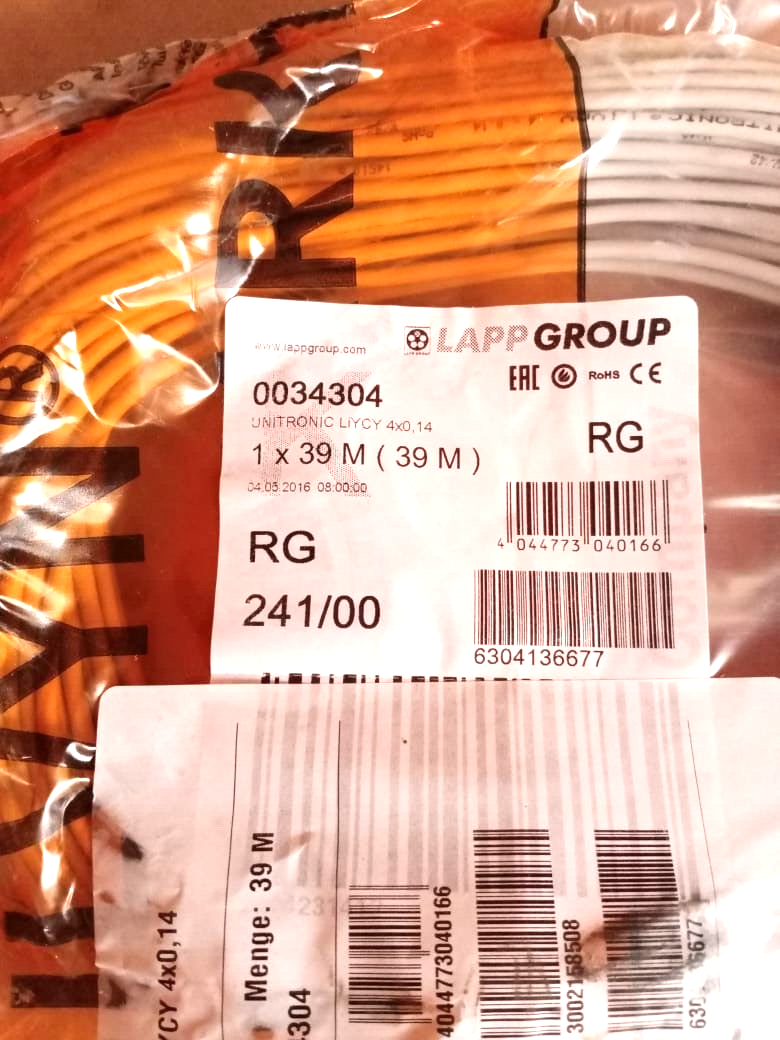 www.lappgroup.com
LAPP GROUP
EAC RoHS CE
0034304
UNITRONIC LiYCY 4x0,14
1 x 39 M ( 39 M )
RG
04.05.2016 08:00:00
4 044773 040166
RG
241/00
6304136677
YCY 4x0,14
Menge: 39 M
304
4044773040166
3002158508